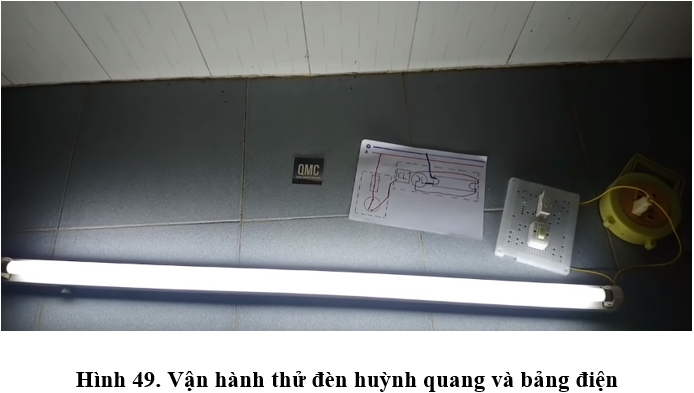 QMC
Hình 49. Vận hành thử đèn huỳnh quang và bảng điện